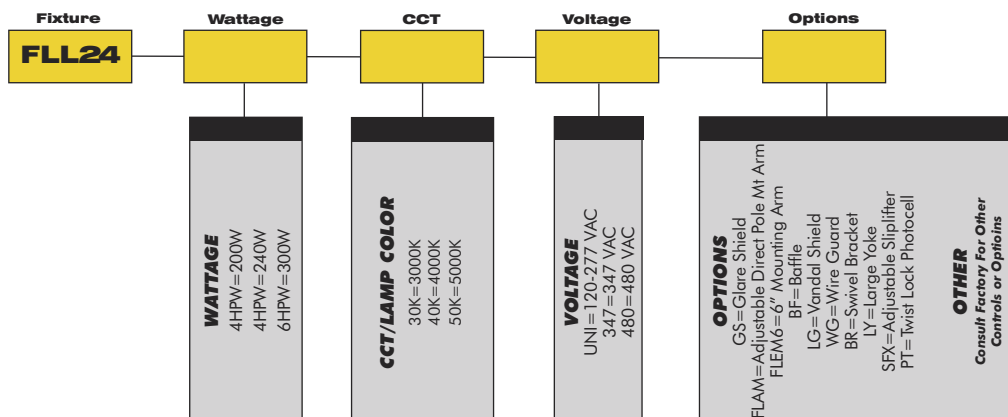 Fixture
Wattage
CCT
Voltage
Options
FLL24
WATTAGE
4HPW=200W
4HPW=240W
6HPW=300W
CCT/LAMP COLOR
30K=3000K
40K=4000K
50K=5000K
VOLTAGE
UNI=120-277 VAC
347=347 VAC
480=480 VAC
OPTIONS
GS=Glare Shield
FLAM=Adjustable Direct Pole Mt Arm
FLEM6=6” Mounting Arm
BF=Baffle
LG=Vandal Shield
WG=Wire Guard
BR=Swivel Bracket
LY=Large Yoke
SFX=Adjustable Sliplifter
PT=Twist Lock Photocell
OTHER
Consult Factory For Other
Controls or Optioins